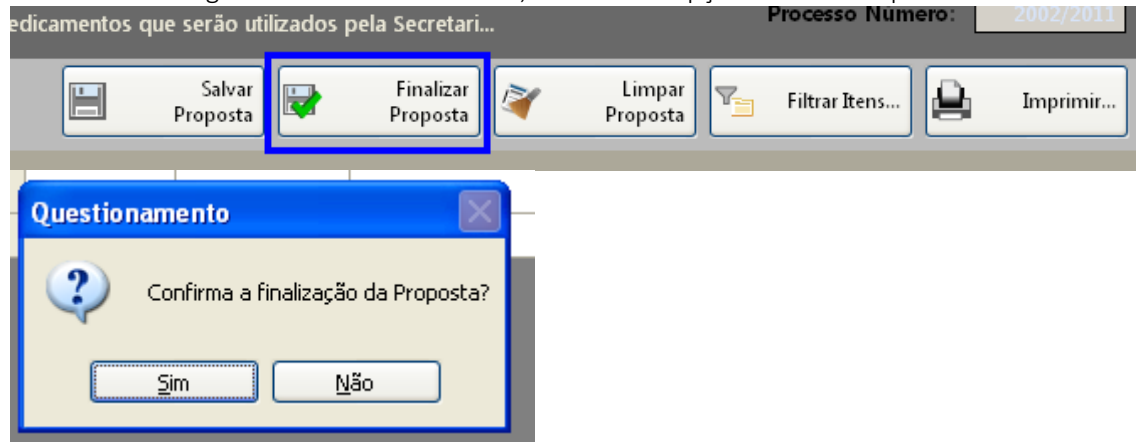 edicamentos que serão utilizados pela Secretari...
Processo Número: 2002/2011
Salvar
Proposta
Finalizar
Proposta
Limpar
Proposta
Filtrar Itens...
Imprimir...
Questionamento
Confirma a finalização da Proposta?
Sim
Não